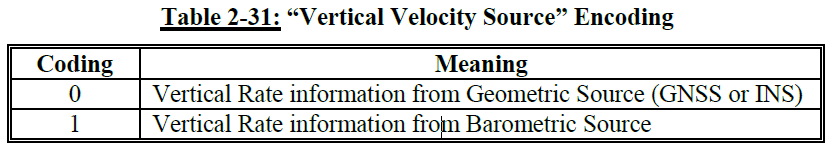 Table 2-31: “Vertical Velocity Source” Encoding
Coding Meaning
0 Vertical Rate information from Geometric Source (GNSS or INS)
1 Vertical Rate information from Barometric Source